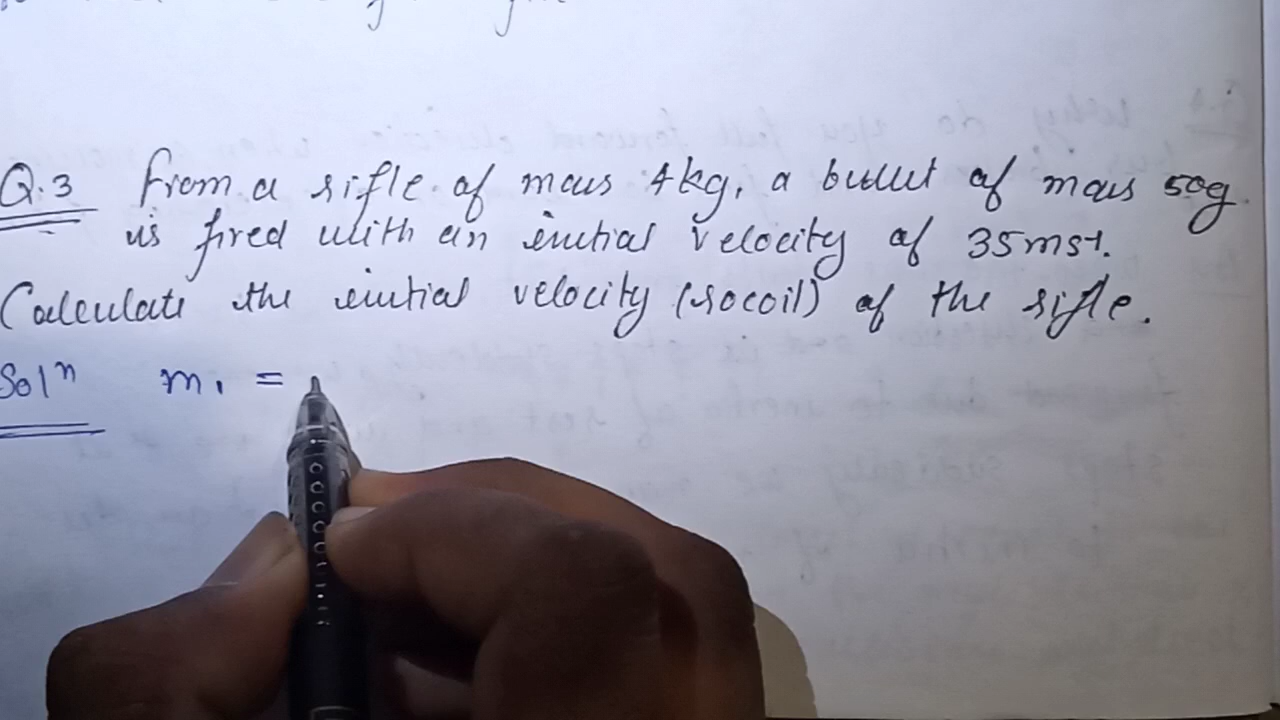 Q.3 From a rifle of mass 4kg, a bullet of mass 50g
is fired with an initial velocity of 35ms-1.
Calculate the initial velocity (recoil) of the rifle.
Solⁿ m1 =